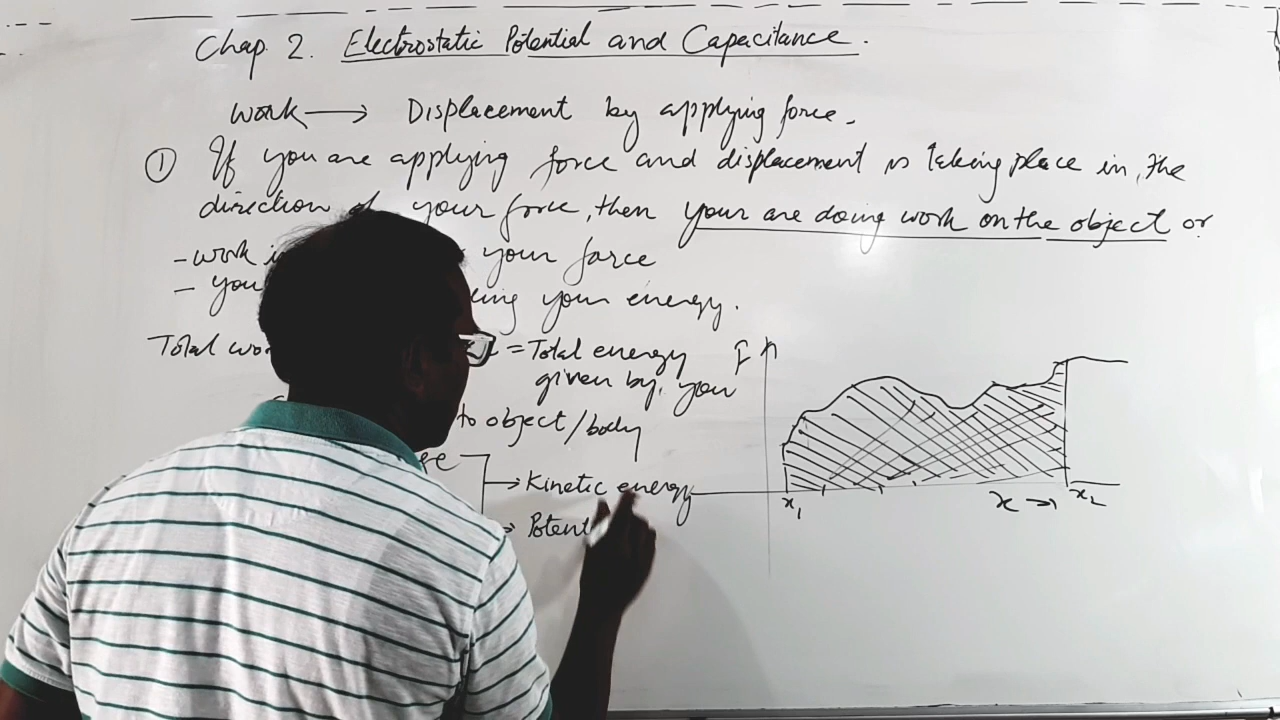 Chap. 2. Electrostatic Potential and Capacitance.
work → Displacement by applying force.
① If you are applying force and displacement is taking place in the
direction of your force, then your are doing work on the object or
- work your force
- you your energy.
Total = Total energy
given by you
to object/body
→ Kinetic energy
→
F
x₁
x →
x₂